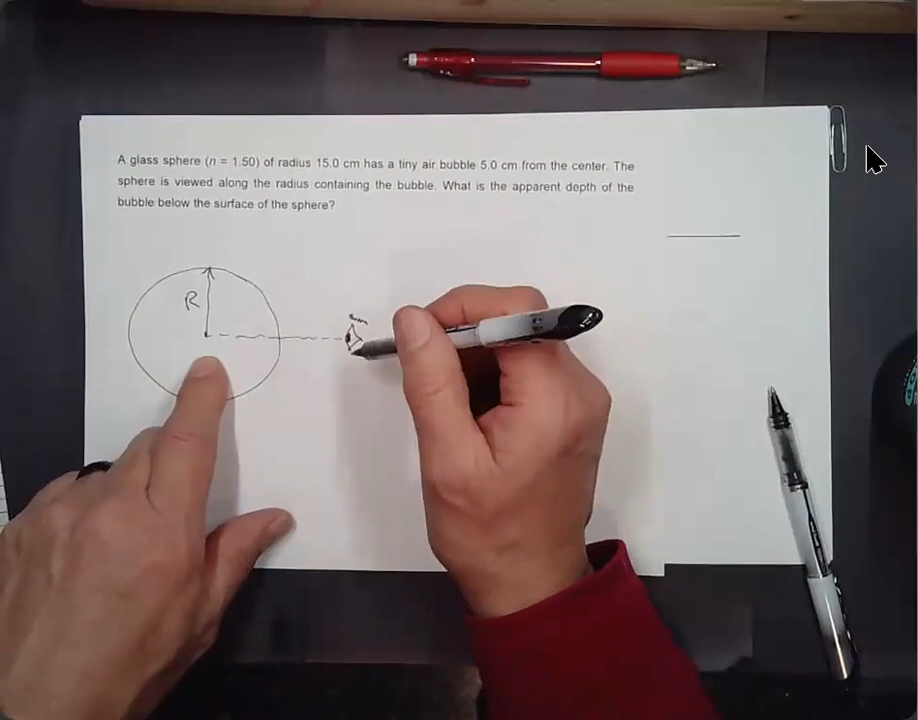 A glass sphere (n = 1.50) of radius 15.0 cm has a tiny air bubble 5.0 cm from the center. The
sphere is viewed along the radius containing the bubble. What is the apparent depth of the
bubble below the surface of the sphere?
R